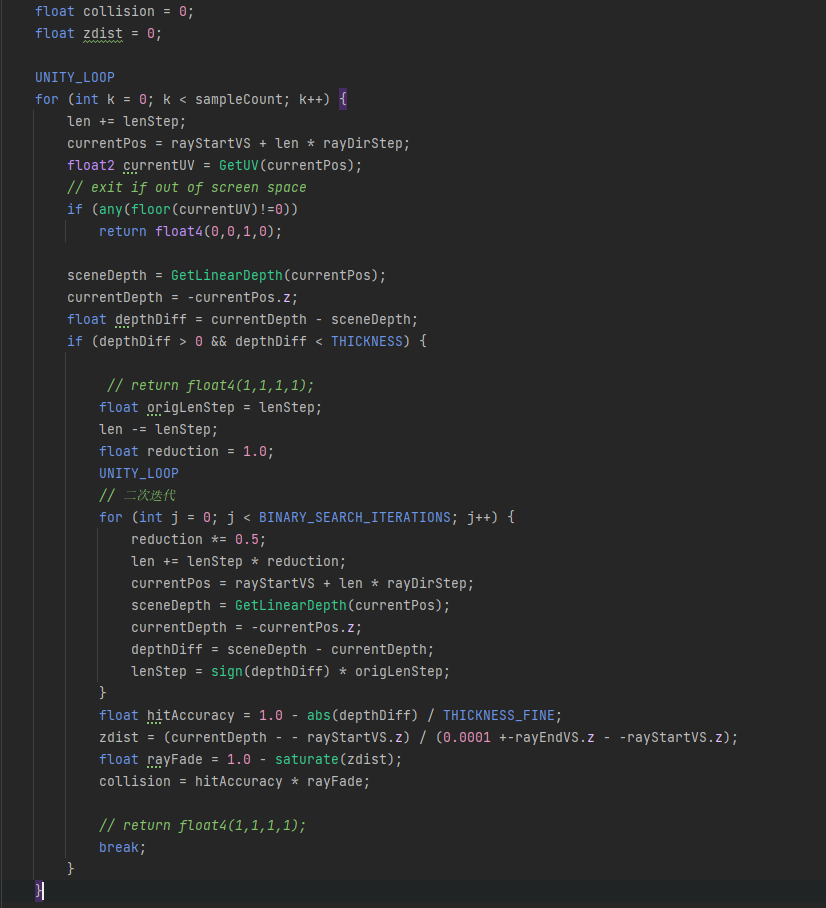 float collision = 0;
float zdist = 0;
UNITY_LOOP
for (int k = 0; k < sampleCount; k++) {
len += lenStep;
currentPos = rayStartVS + len * rayDirStep;
float2 currentUV = GetUV(currentPos);
// exit if out of screen space
if (any(floor(currentUV)!=0))
return float4(0,0,1,0);
sceneDepth = GetLinearDepth(currentPos);
currentDepth = -currentPos.z;
float depthDiff = currentDepth - sceneDepth;
if (depthDiff > 0 && depthDiff < THICKNESS) {
// return float4(1,1,1,1);
float origLenStep = lenStep;
len -= lenStep;
float reduction = 1.0;
UNITY_LOOP
// 二次迭代
for (int j = 0; j < BINARY_SEARCH_ITERATIONS; j++) {
reduction *= 0.5;
len += lenStep * reduction;
currentPos = rayStartVS + len * rayDirStep;
sceneDepth = GetLinearDepth(currentPos);
currentDepth = -currentPos.z;
depthDiff = sceneDepth - currentDepth;
lenStep = sign(depthDiff) * origLenStep;
}
float hitAccuracy = 1.0 - abs(depthDiff) / THICKNESS_FINE;
zdist = (currentDepth - - rayStartVS.z) / (0.0001 +-rayEndVS.z - -rayStartVS.z);
float rayFade = 1.0 - saturate(zdist);
collision = hitAccuracy * rayFade;
// return float4(1,1,1,1);
break;
}
}